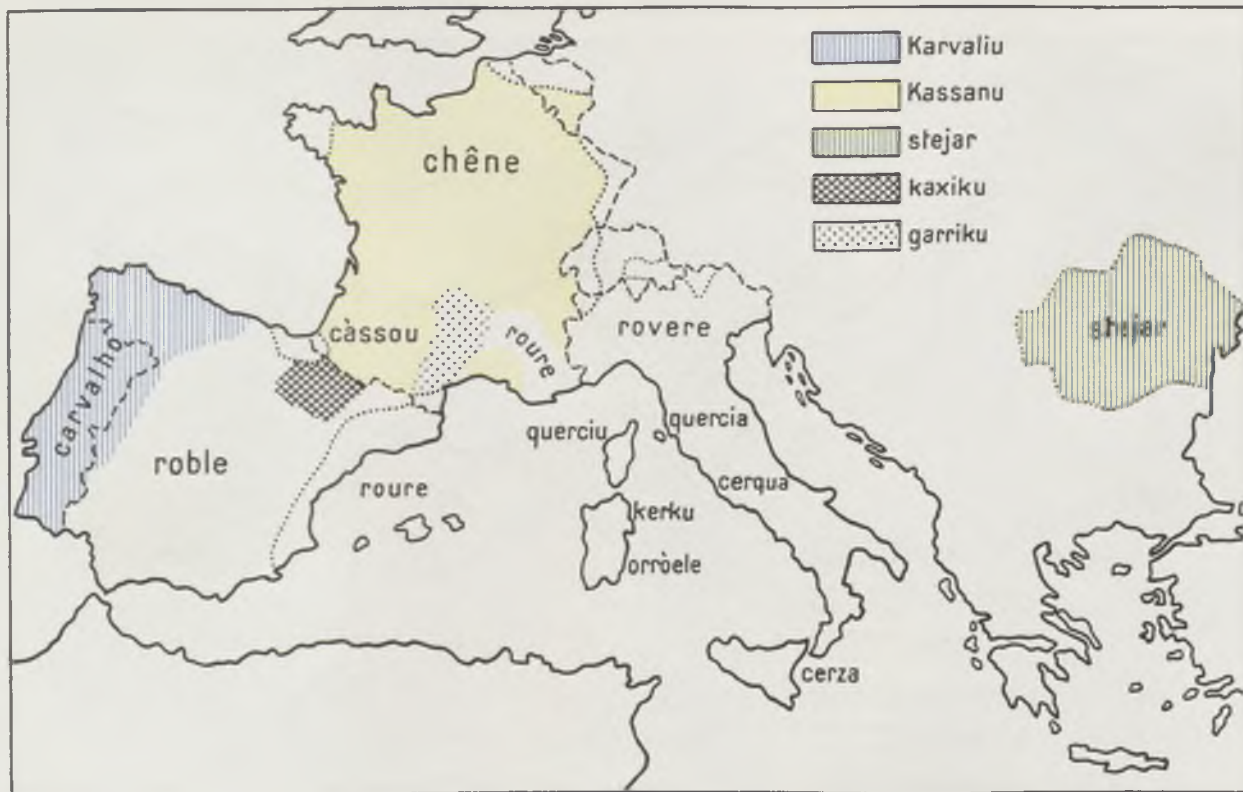 Karvaliu
Kassanu
stejar
kaxiku
garriku
chêne
càssou
roure
rovere
stejar
carvalho
roble
roure
querciu
quercia
cerqua
kerku
orròele
cerza